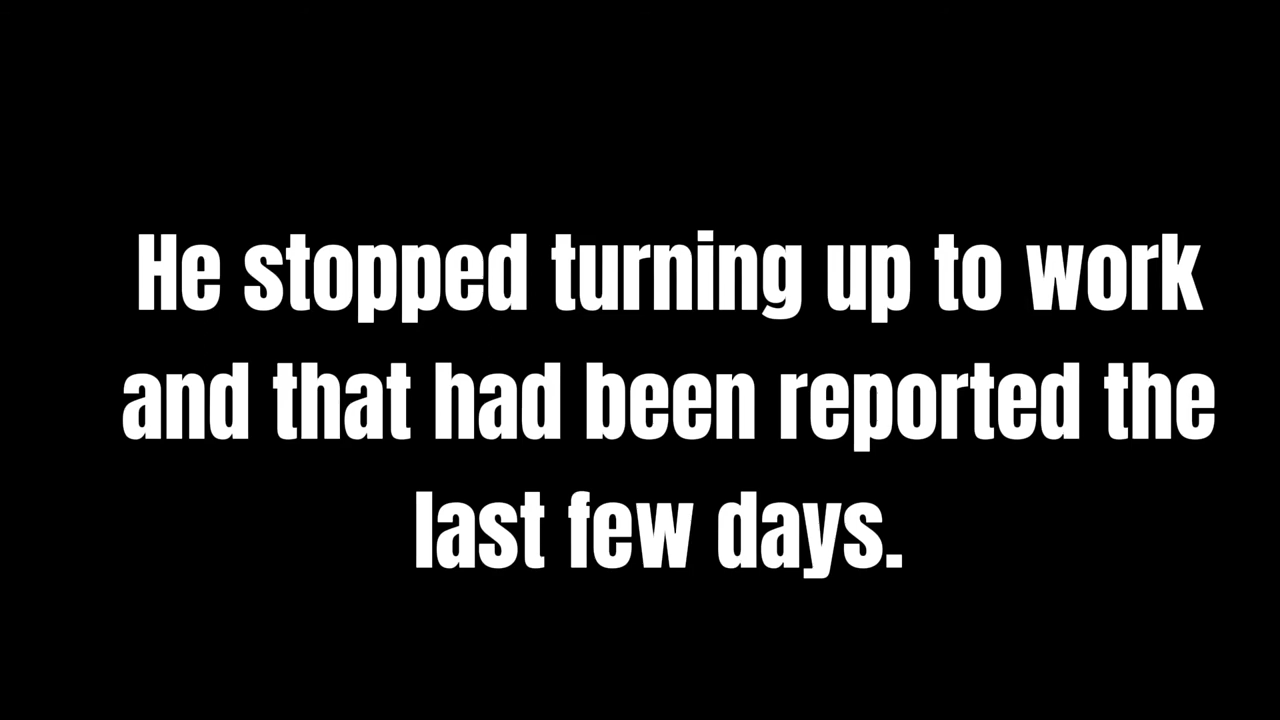 He stopped turning up to work
and that had been reported the
last few days.